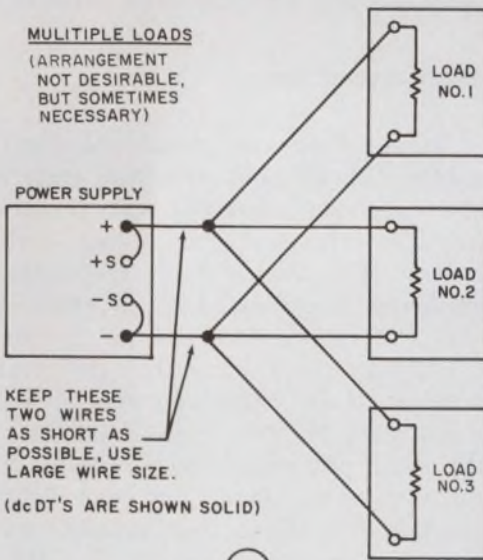 MULITIPLE LOADS
(ARRANGEMENT
NOT DESIRABLE,
BUT SOMETIMES
NECESSARY)
LOAD
NO.1
POWER SUPPLY
+
+S
-S
-
LOAD
NO.2
KEEP THESE
TWO WIRES
AS SHORT AS
POSSIBLE, USE
LARGE WIRE SIZE.
(dc DT'S ARE SHOWN SOLID)
LOAD
NO.3